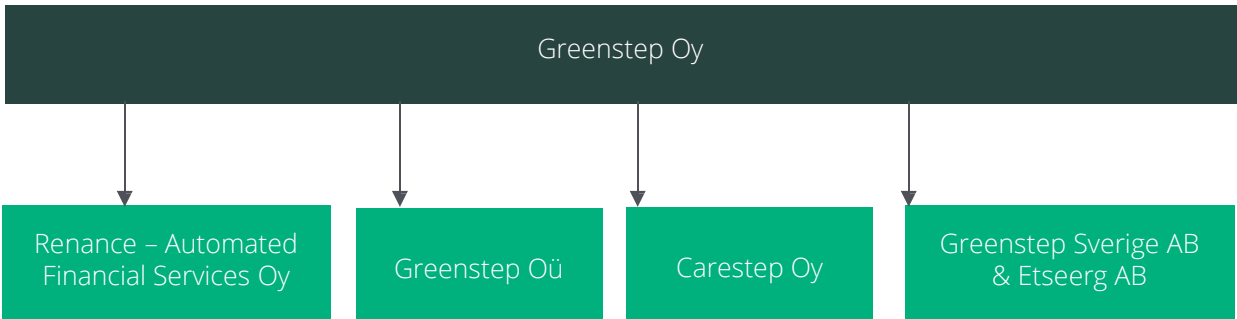 Greenstep Oy
Renance – Automated
Financial Services Oy
Greenstep Oü
Carestep Oy
Greenstep Sverige AB
& Etseerg AB